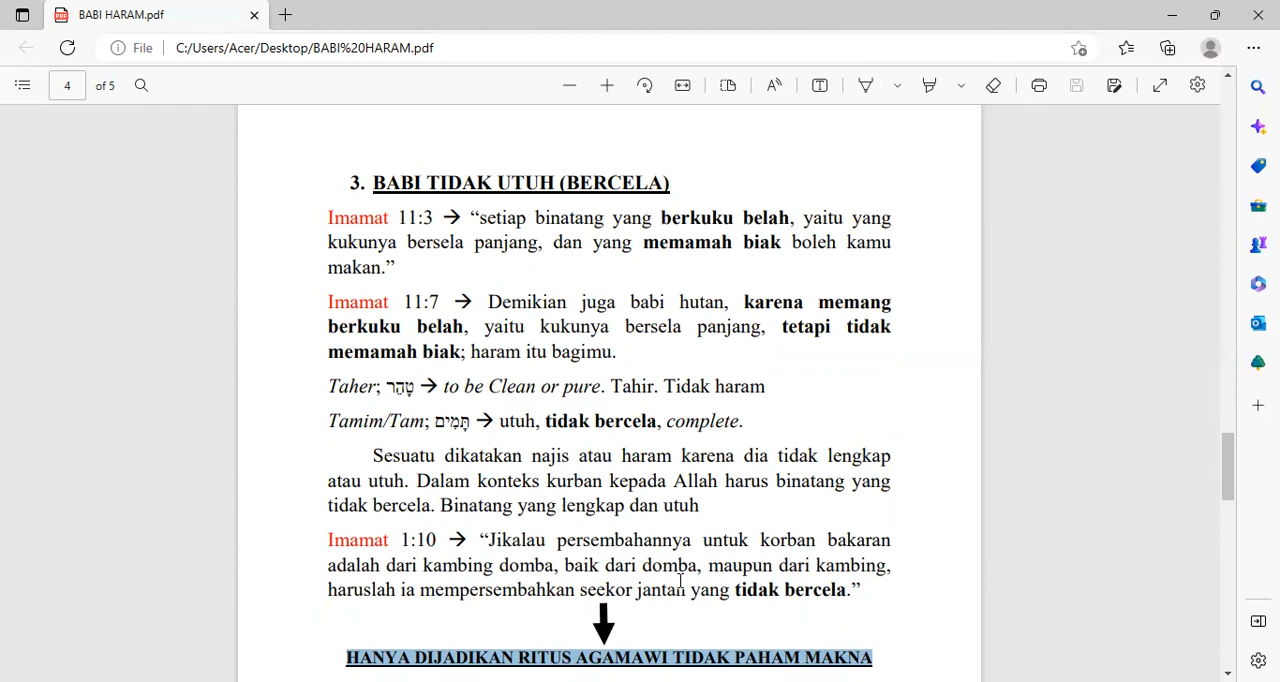 BABI HARAM.pdf
File
C:/Users/Acer/Desktop/BABI%20HARAM.pdf
4 of 5
3. BABI TIDAK UTUH (BERCELA)
Imamat 11:3 → “setiap binatang yang berkuku belah, yaitu yang
kukunya bersela panjang, dan yang memamah biak boleh kamu
makan.”
Imamat 11:7 → Demikian juga babi hutan, karena memang
berkuku belah, yaitu kukunya bersela panjang, tetapi tidak
memamah biak; haram itu bagimu.
Taher; טָהֵר → to be Clean or pure. Tahir. Tidak haram
Tamim/Tam; תָּמִים → utuh, tidak bercela, complete.
Sesuatu dikatakan najis atau haram karena dia tidak lengkap
atau utuh. Dalam konteks kurban kepada Allah harus binatang yang
tidak bercela. Binatang yang lengkap dan utuh
Imamat 1:10 → “Jikalau persembahannya untuk korban bakaran
adalah dari kambing domba, baik dari domba, maupun dari kambing,
haruslah ia mempersembahkan seekor jantan yang tidak bercela.”
HANYA DIJADIKAN RITUS AGAMAWI TIDAK PAHAM MAKNA